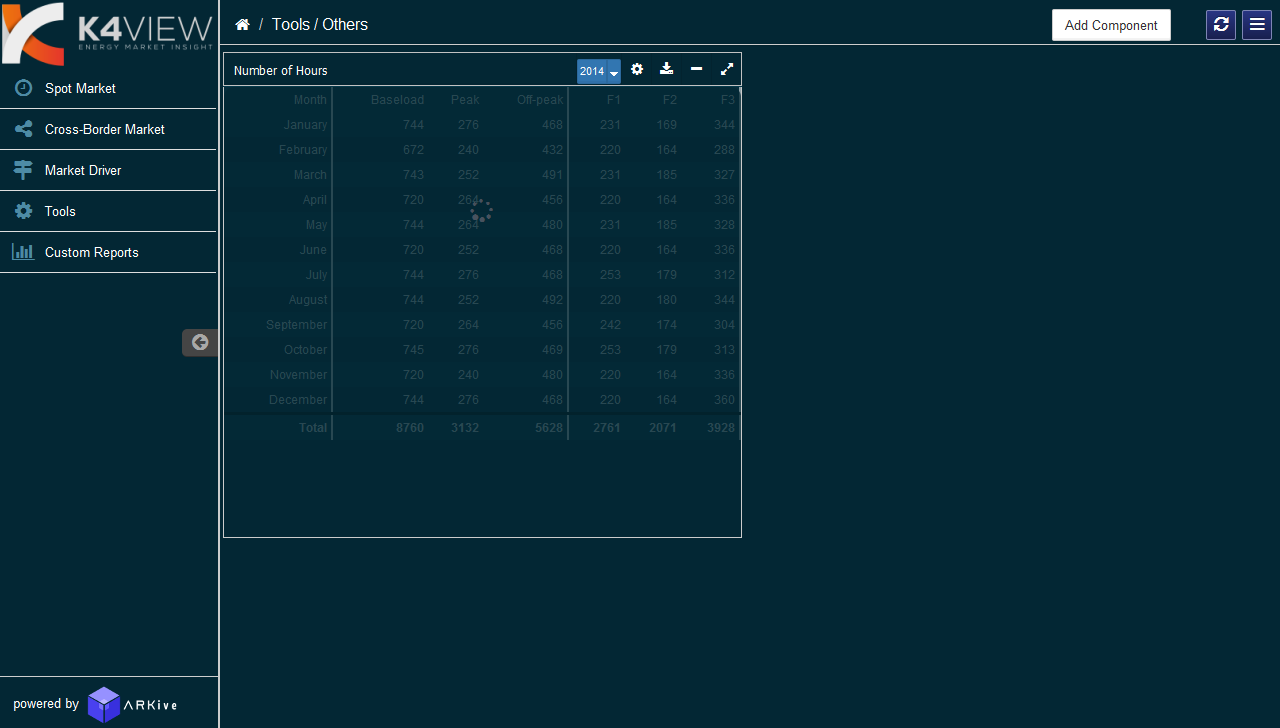 K4VIEW
ENERGY MARKET INSIGHT
/ Tools / Others
Add Component
Spot Market
Cross-Border Market
Market Driver
Tools
Custom Reports
Number of Hours 2014
Month Baseload Peak Off-peak F1 F2 F3
January 744 276 468 231 169 344
February 672 240 432 220 164 288
March 743 252 491 231 185 327
April 720 264 456 220 164 336
May 744 264 480 231 185 328
June 720 252 468 220 164 336
July 744 276 468 253 179 312
August 744 252 492 220 180 344
September 720 264 456 242 174 304
October 745 276 469 253 179 313
November 720 240 480 220 164 336
December 744 276 468 220 164 360
Total 8760 3132 5628 2761 2071 3928
powered by ARKive